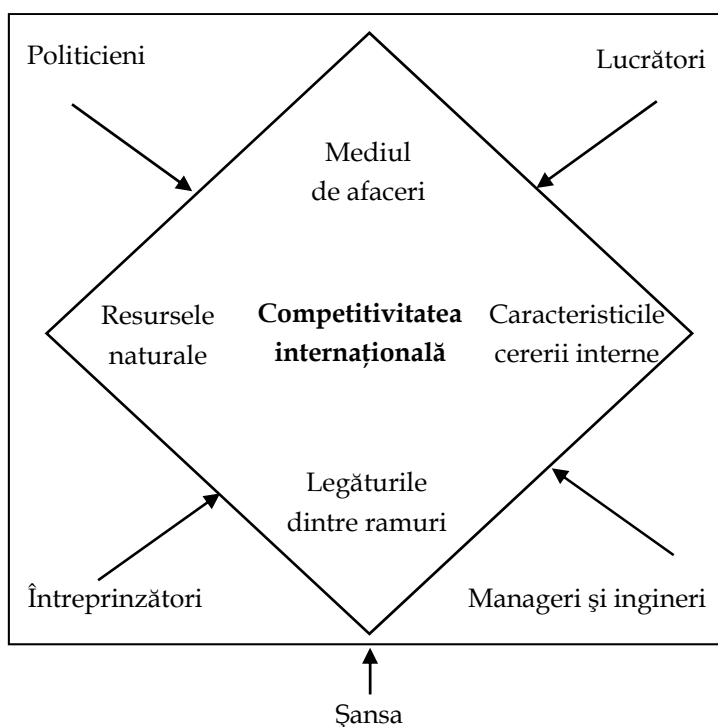 Politicieni
Lucrători
Mediul
de afaceri
Resursele
naturale
Competitivitatea
internațională
Caracteristicile
cererii interne
Legăturile
dintre ramuri
Întreprinzători
Manageri şi ingineri
Şansa